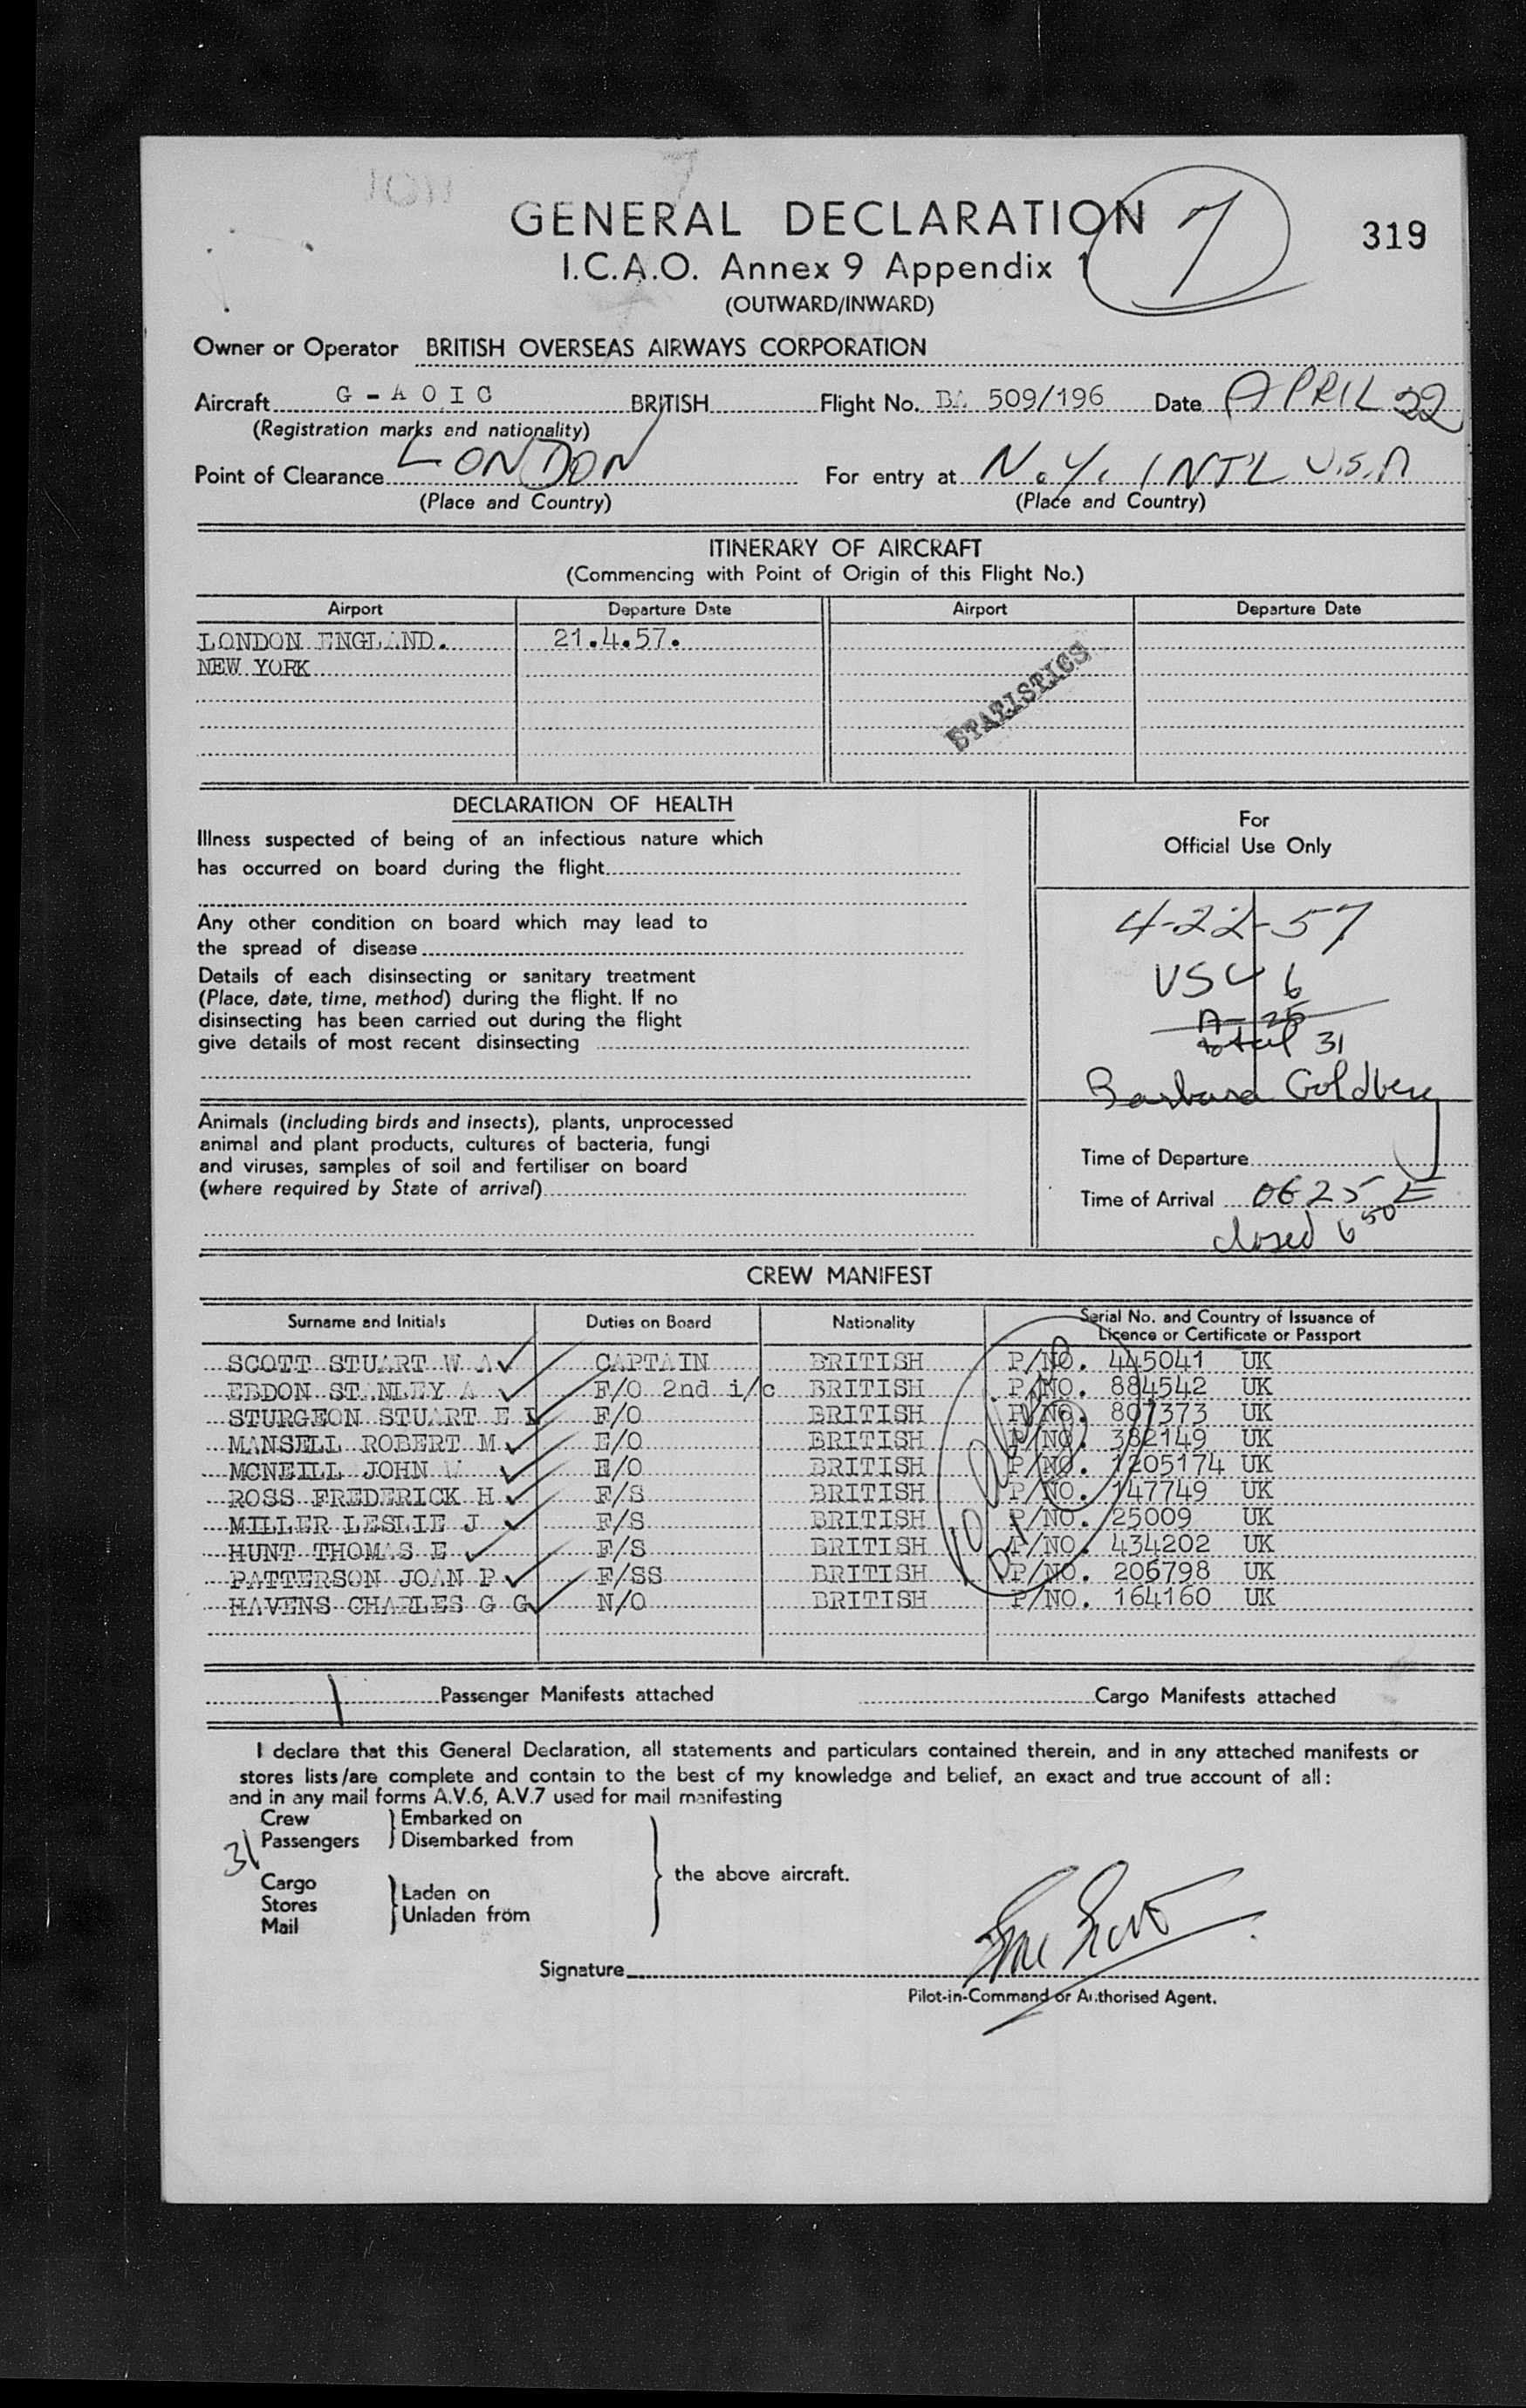 GENERAL DECLARATION
7
319
I.C.A.O. Annex 9 Appendix 1
(OUTWARD/INWARD)
Owner or Operator BRITISH OVERSEAS AIRWAYS CORPORATION
Aircraft G - A O I C BRITISH Flight No. BA 509/196 Date APRIL 22
(Registration marks and nationality)
Point of Clearance LONDON For entry at N.Y. INT'L U.S.A
(Place and Country) (Place and Country)
ITINERARY OF AIRCRAFT
(Commencing with Point of Origin of this Flight No.)
Airport Departure Date Airport Departure Date
LONDON ENGLAND. 21.4.57.
NEW YORK
STATISTICS
DECLARATION OF HEALTH
Illness suspected of being of an infectious nature which
has occurred on board during the flight
Any other condition on board which may lead to
the spread of disease
Details of each disinsecting or sanitary treatment
(Place, date, time, method) during the flight. If no
disinsecting has been carried out during the flight
give details of most recent disinsecting
Animals (including birds and insects), plants, unprocessed
animal and plant products, cultures of bacteria, fungi
and viruses, samples of soil and fertiliser on board
(where required by State of arrival)
For
Official Use Only
4-22-57
USC 6
A-25
total 31
Barbara Goldberg
Time of Departure
Time of Arrival 0625 E
closed 6 50
CREW MANIFEST
Surname and Initials Duties on Board Nationality Serial No. and Country of Issuance of
Licence or Certificate or Passport
SCOTT STUART W A CAPTAIN BRITISH P/NO. 445041 UK
EBDON STANLEY A F/O 2nd i/c BRITISH P/NO. 884542 UK
STURGEON STUART E F/O BRITISH P/NO. 807373 UK
MANSELL ROBERT M E/O BRITISH P/NO. 382149 UK
MCNEILL JOHN E/O BRITISH P/NO. 1205174 UK
ROSS FREDERICK H F/S BRITISH P/NO. 147749 UK
MILLER LESLIE J F/S BRITISH P/NO. 25009 UK
HUNT THOMAS E F/S BRITISH P/NO. 434202 UK
PATTERSON JOAN P F/SS BRITISH P/NO. 206798 UK
HAVENS CHARLES G G N/O BRITISH P/NO. 164160 UK
1 Passenger Manifests attached Cargo Manifests attached
I declare that this General Declaration, all statements and particulars contained therein, and in any attached manifests or
stores lists/are complete and contain to the best of my knowledge and belief, an exact and true account of all:
and in any mail forms A.V.6, A.V.7 used for mail manifesting
Crew Embarked on
31 Passengers Disembarked from
the above aircraft.
Cargo
Laden on
Stores
Unladen from
Mail
Signature
Pilot-in-Command or Authorised Agent.